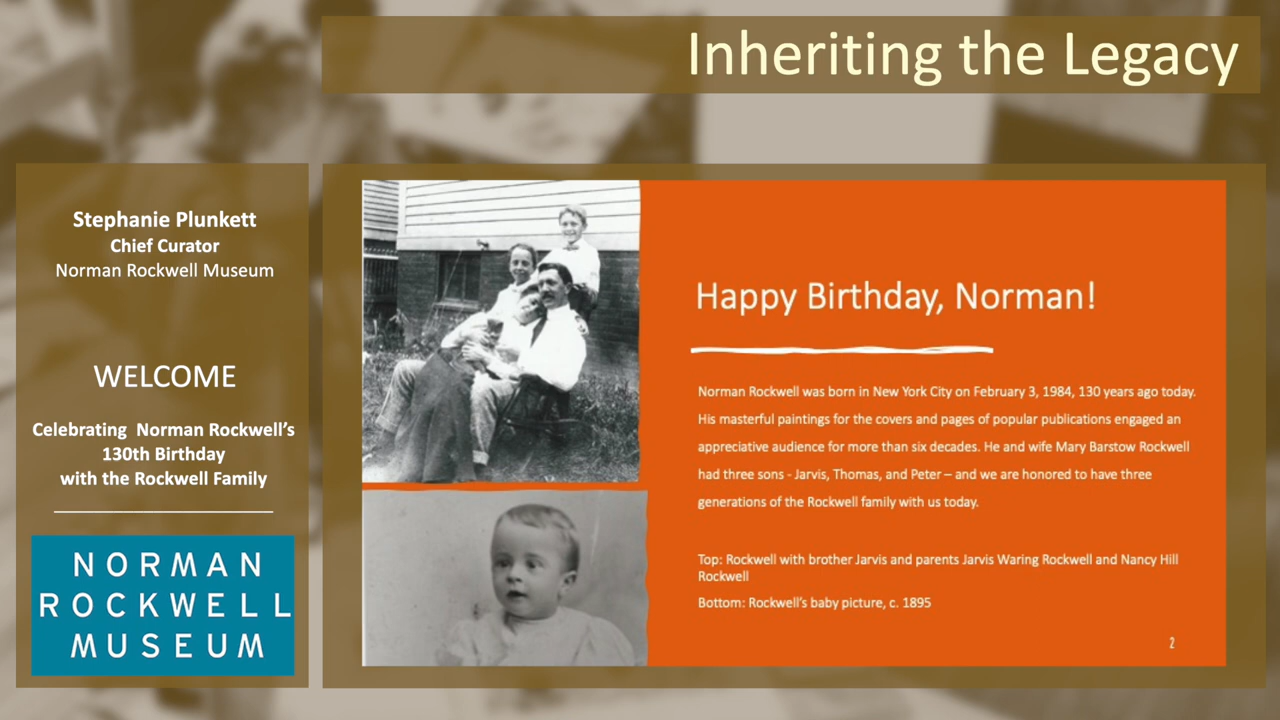 Inheriting the Legacy
Stephanie Plunkett
Chief Curator
Norman Rockwell Museum
WELCOME
Celebrating Norman Rockwell's
130th Birthday
with the Rockwell Family
NORMAN
ROCKWELL
MUSEUM
Happy Birthday, Norman!
Norman Rockwell was born in New York City on February 3, 1984, 130 years ago today.
His masterful paintings for the covers and pages of popular publications engaged an
appreciative audience for more than six decades. He and wife Mary Barstow Rockwell
had three sons - Jarvis, Thomas, and Peter – and we are honored to have three
generations of the Rockwell family with us today.
Top: Rockwell with brother Jarvis and parents Jarvis Waring Rockwell and Nancy Hill
Rockwell
Bottom: Rockwell's baby picture, c. 1895
2